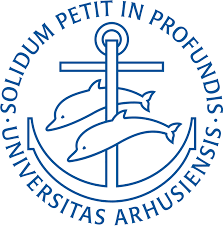 SOLIDUM PETIT IN PROFUNDIS
· UNIVERSITAS ARHUSIENSIS ·